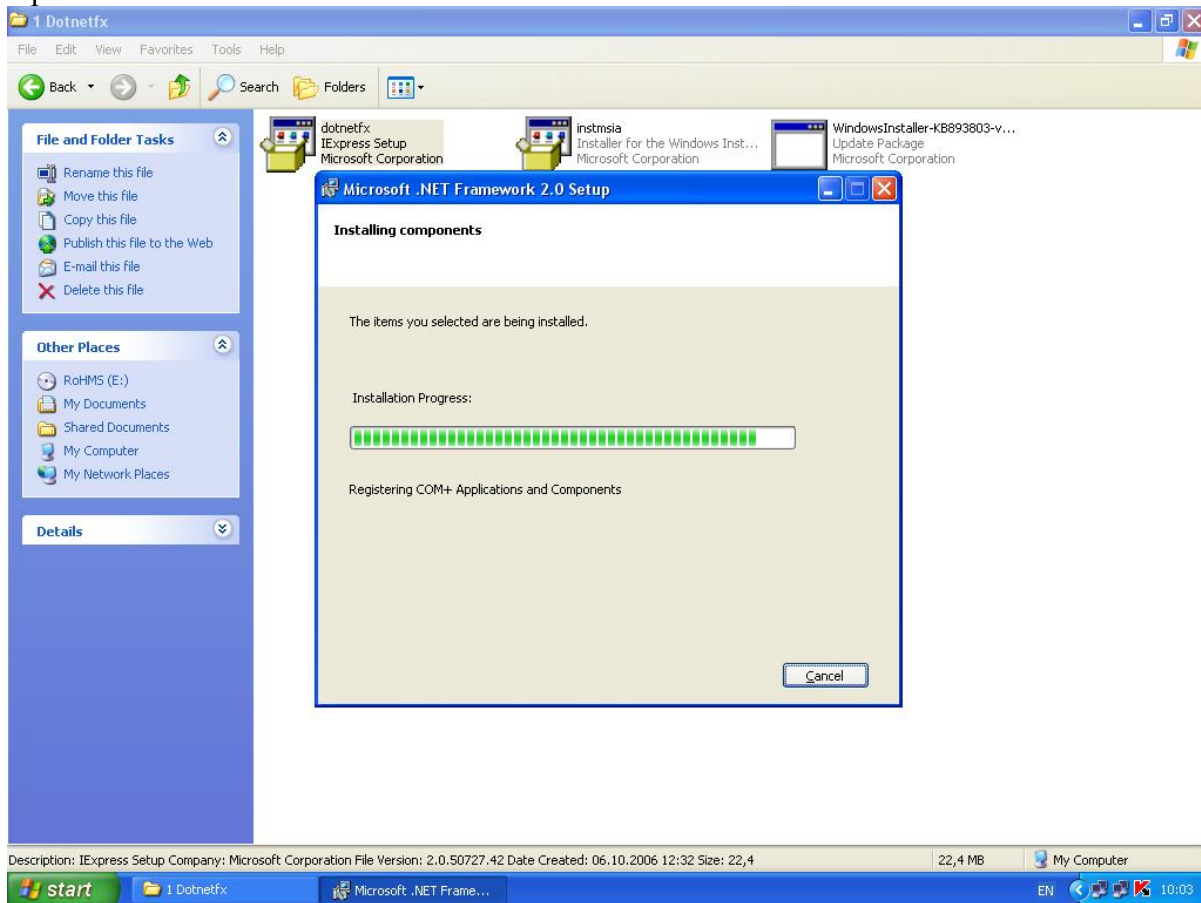 1 Dotnetfx
File Edit View Favorites Tools Help
Back Search Folders
File and Folder Tasks
Rename this file
Move this file
Copy this file
Publish this file to the Web
E-mail this file
Delete this file
Other Places
RoHMS (E:)
My Documents
Shared Documents
My Computer
My Network Places
Details
dotnetfx
IExpress Setup
Microsoft Corporation
instmsia
Installer for the Windows Inst...
Microsoft Corporation
WindowsInstaller-KB893803-v...
Update Package
Microsoft Corporation
Microsoft .NET Framework 2.0 Setup
Installing components
The items you selected are being installed.
Installation Progress:
Registering COM+ Applications and Components
Cancel
Description: IExpress Setup Company: Microsoft Corporation File Version: 2.0.50727.42 Date Created: 06.10.2006 12:32 Size: 22,4 22,4 MB My Computer
start 1 Dotnetfx Microsoft .NET Frame... EN 10:03